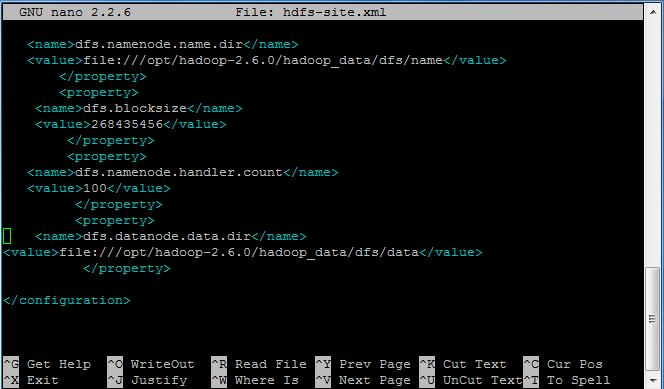 GNU nano 2.2.6 File: hdfs-site.xml
<name>dfs.namenode.name.dir</name>
<value>file:///opt/hadoop-2.6.0/hadoop_data/dfs/name</value>
</property>
<property>
<name>dfs.blocksize</name>
<value>268435456</value>
</property>
<property>
<name>dfs.namenode.handler.count</name>
<value>100</value>
</property>
<property>
<name>dfs.datanode.data.dir</name>
<value>file:///opt/hadoop-2.6.0/hadoop_data/dfs/data</value>
</property>
</configuration>
^G Get Help ^O WriteOut ^R Read File ^Y Prev Page ^K Cut Text ^C Cur Pos
^X Exit ^J Justify ^W Where Is ^V Next Page ^U UnCut Text ^T To Spell